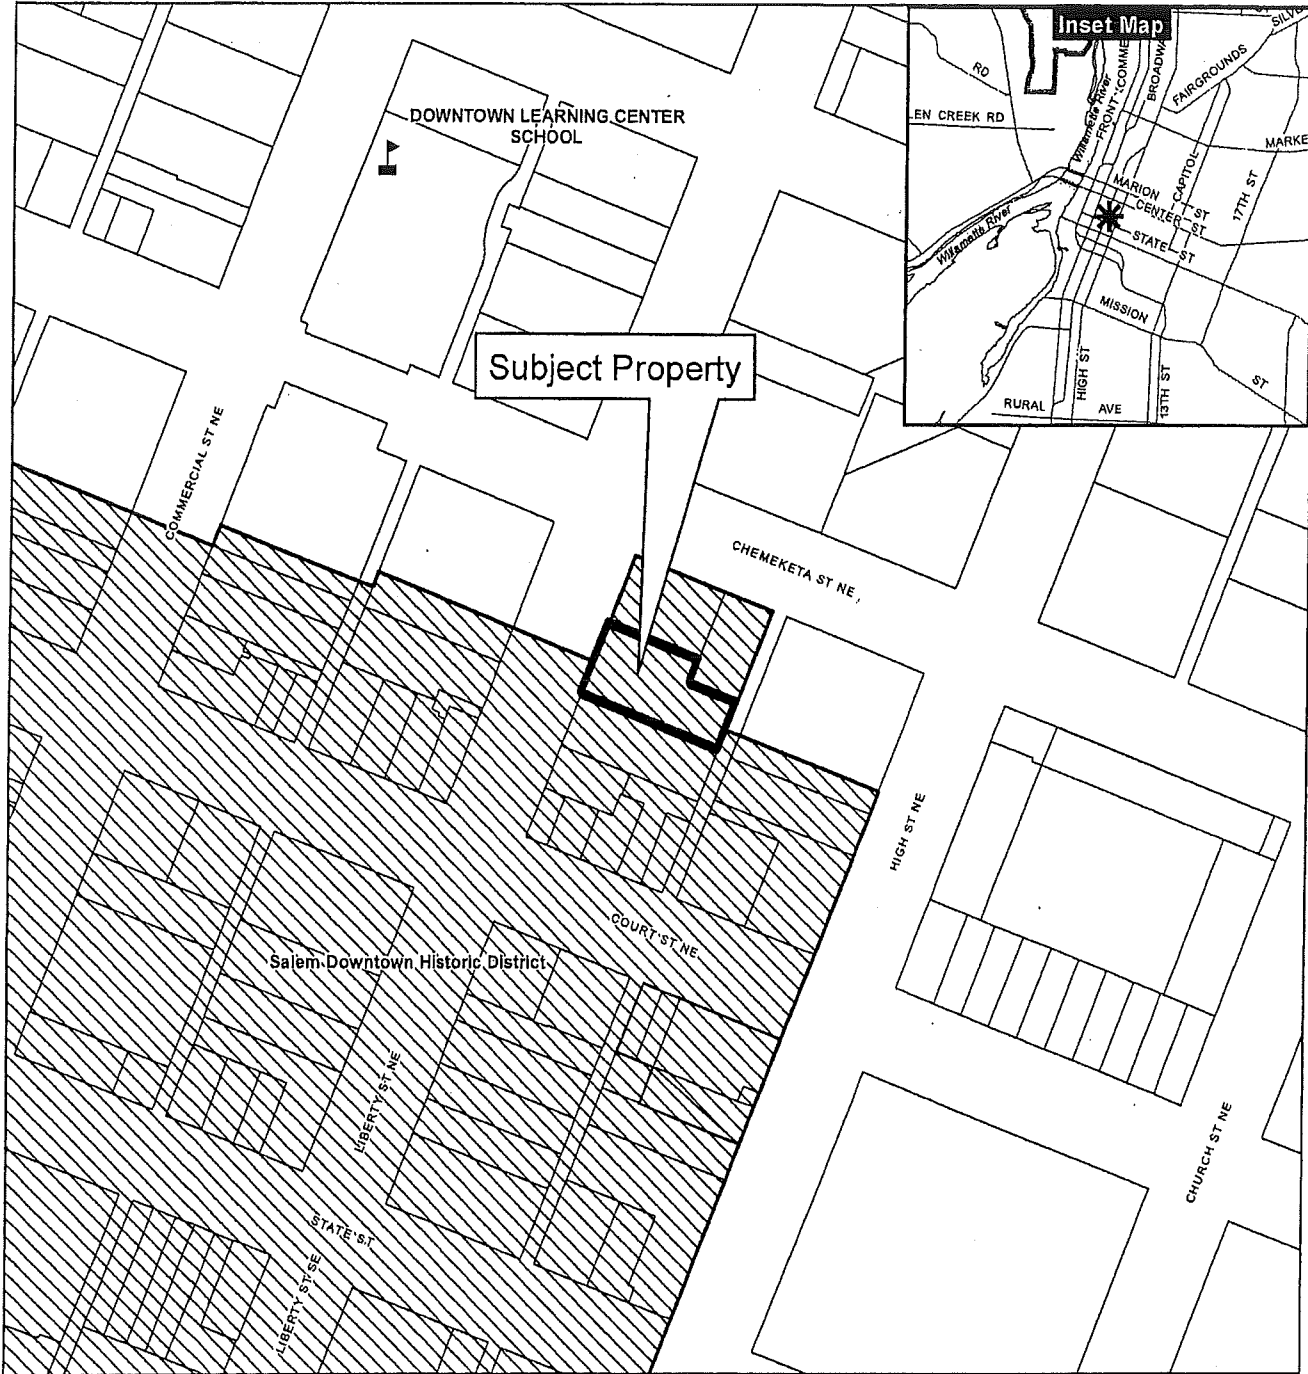 Inset Map
SILVE
RD
FAIRGROUNDS
BROADWA
COMME
FRONT
Willamette River
LEN CREEK RD
MARKE
CAPITOL
17TH ST
MARION
ST
CENTER ST
STATE ST
Willamette River
MISSION
ST
HIGH ST
13TH ST
RURAL AVE
DOWNTOWN LEARNING CENTER
SCHOOL
Subject Property
COMMERCIAL ST NE
CHEMEKETA ST NE
HIGH ST NE
COURT ST NE
Salem Downtown Historic District
LIBERTY ST NE
CHURCH ST NE
STATE ST
LIBERTY ST SE